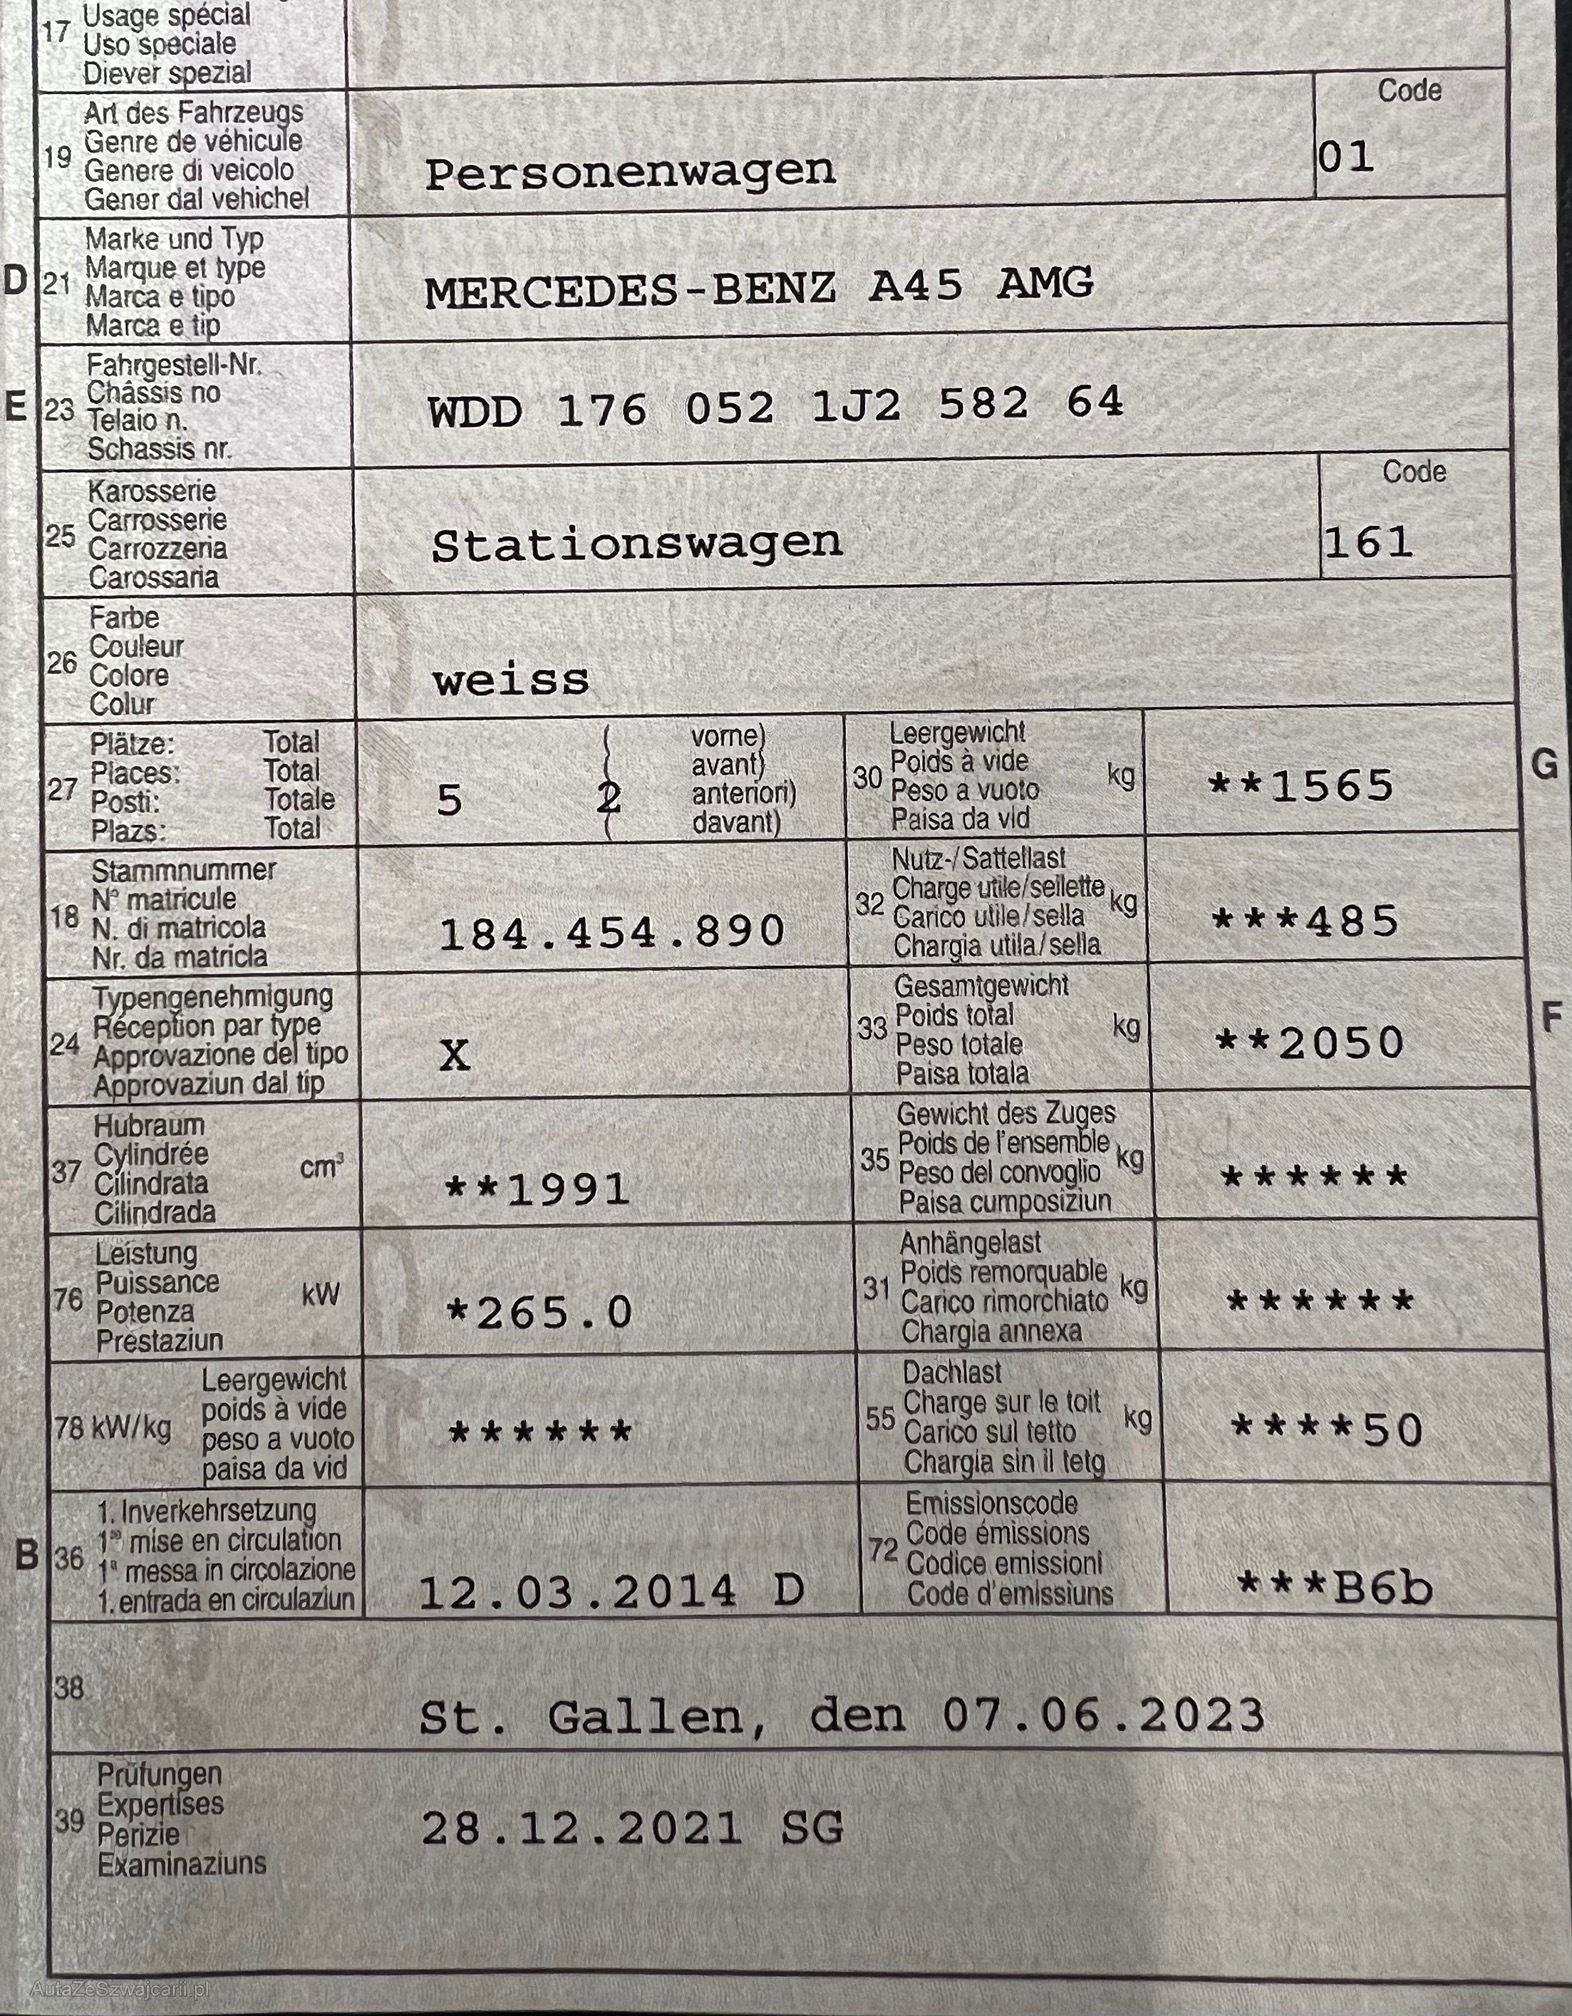 17 Usage spécial
Uso speciale
Diever spezial
19 Art des Fahrzeugs
Genre de véhicule
Genere di veicolo
Gener dal vehichel
Personenwagen
Code
01
D 21 Marke und Typ
Marque et type
Marca e tipo
Marca e tip
MERCEDES-BENZ A45 AMG
E 23 Fahrgestell-Nr.
Châssis no
Telaio n.
Schassis nr.
WDD 176 052 1J2 582 64
25 Karosserie
Carrosserie
Carrozzeria
Carossaria
Stationswagen
Code
161
26 Farbe
Couleur
Colore
Colur
weiss
27 Plätze: Total
Places: Total
Posti: Totale
Plazs: Total
5 2
vorne)
avant)
anteriori)
davant)
30 Leergewicht
Poids à vide
Peso a vuoto
Paisa da vid
kg
**1565
G
18 Stammnummer
N° matricule
N. di matricola
Nr. da matricla
184.454.890
32 Nutz-/Sattellast
Charge utile/sellette
Carico utile/sella
Chargia utila/sella
kg
***485
24 Typengenehmigung
Réception par type
Approvazione del tipo
Approvaziun dal tip
X
33 Gesamtgewicht
Poids total
Peso totale
Paisa totala
kg
**2050
F
37 Hubraum
Cylindrée
Cilindrata
Cilindrada
cm³
**1991
35 Gewicht des Zuges
Poids de l'ensemble
Peso del convoglio
Paisa cumposiziun
kg
******
76 Leistung
Puissance
Potenza
Prestaziun
kW
*265.0
31 Anhängelast
Poids remorquable
Carico rimorchiato
Chargia annexa
kg
******
78 kW/kg
Leergewicht
poids à vide
peso a vuoto
paisa da vid
******
55 Dachlast
Charge sur le toit
Carico sul tetto
Chargia sin il tetg
kg
****50
B 36 1. Inverkehrsetzung
1re mise en circulation
1a messa in circolazione
1. entrada en circulaziun
12.03.2014 D
72 Emissionscode
Code émissions
Codice emissioni
Code d'emissiuns
***B6b
38
St. Gallen, den 07.06.2023
39 Prüfungen
Expertises
Perizie
Examinaziuns
28.12.2021 SG
AutaZeSzwajcarii.pl